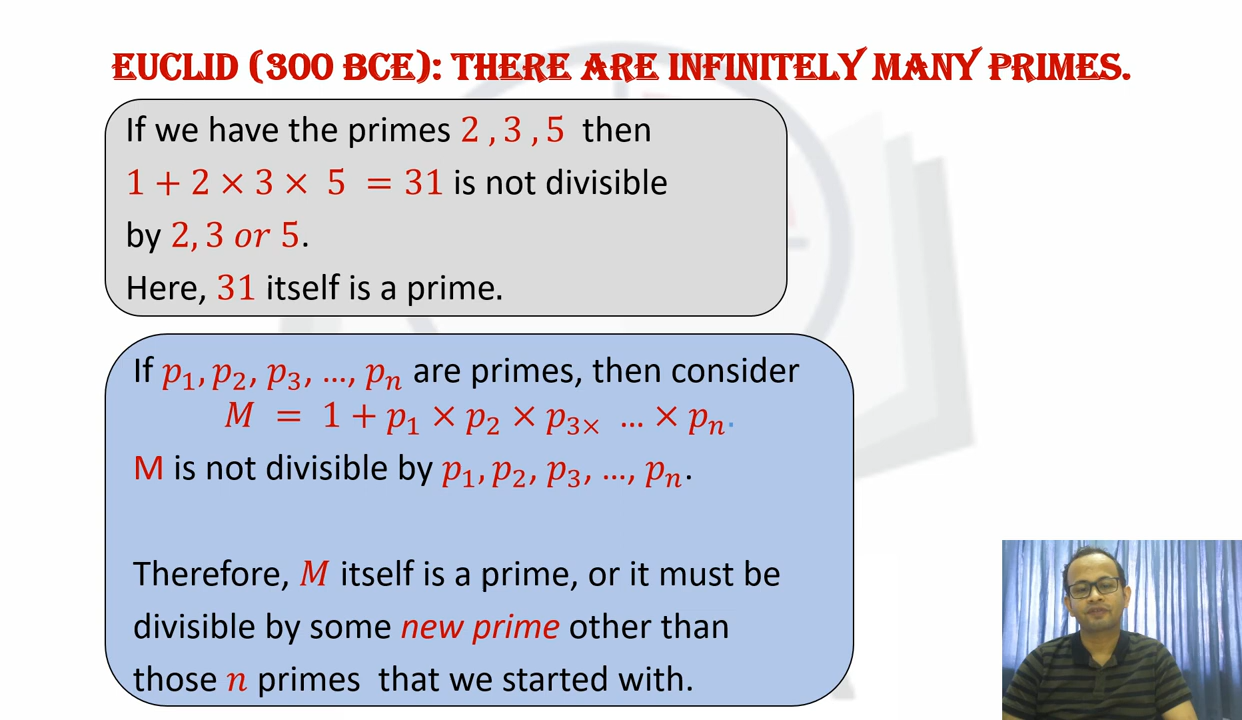 EUCLID (300 BCE): THERE ARE INFINITELY MANY PRIMES.
If we have the primes 2 , 3 , 5 then
1 + 2 × 3 × 5 = 31 is not divisible
by 2, 3 or 5.
Here, 31 itself is a prime.
If p₁, p₂, p₃, …, pₙ are primes, then consider
M = 1 + p₁ × p₂ × p₃ₓ … × pₙ.
M is not divisible by p₁, p₂, p₃, …, pₙ.
Therefore, M itself is a prime, or it must be
divisible by some new prime other than
those n primes that we started with.